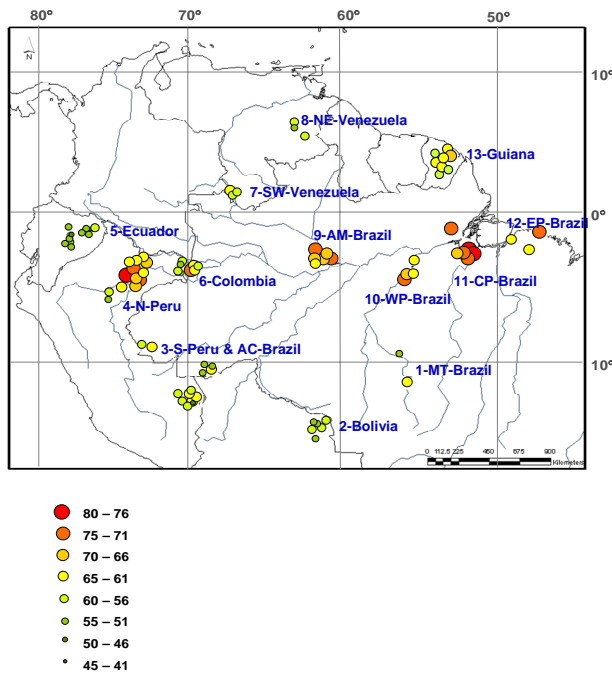 80° 70° 60° 50°
N
10°
8-NE-Venezuela
13-Guiana
7-SW-Venezuela
0°
12-EP-Brazil
5-Ecuador
9-AM-Brazil
6-Colombia
11-CP-Brazil
10-WP-Brazil
4-N-Peru
3-S-Peru & AC-Brazil
10°
1-MT-Brazil
2-Bolivia
0 112.5 225 450 675 900
Kilometers
80 – 76
75 – 71
70 – 66
65 – 61
60 – 56
55 – 51
50 – 46
45 – 41